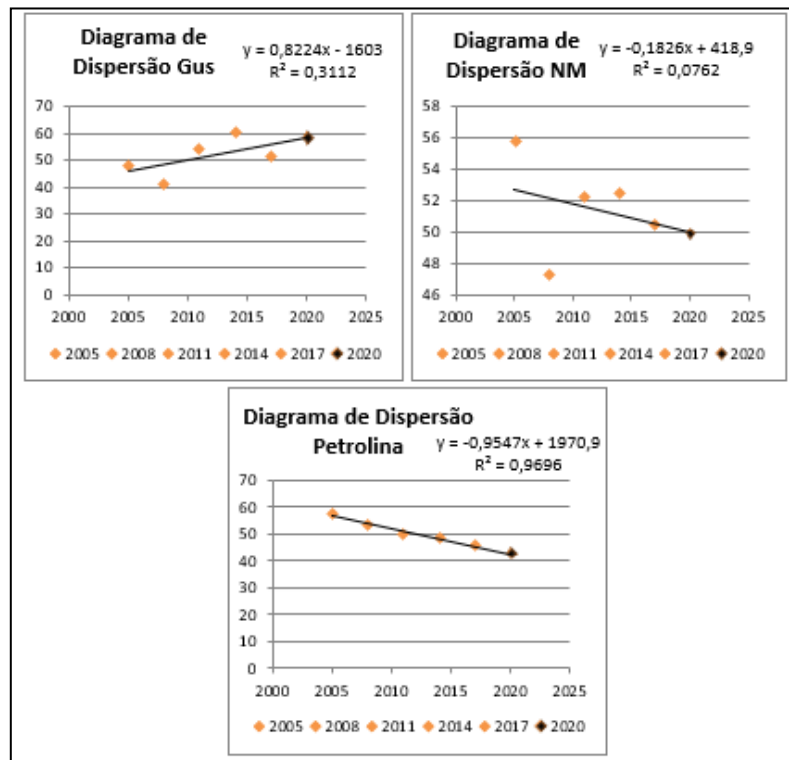 Diagrama de
Dispersão Gus
y = 0,8224x - 1603
R² = 0,3112
70
60
50
40
30
20
10
0
2000 2005 2010 2015 2020 2025
2005 2008 2011 2014 2017 2020
Diagrama de
Dispersão NM
y = -0,1826x + 418,9
R² = 0,0762
58
56
54
52
50
48
46
2000 2005 2010 2015 2020 2025
2005 2008 2011 2014 2017 2020
Diagrama de Dispersão
Petrolina
y = -0,9547x + 1970,9
R² = 0,9696
70
60
50
40
30
20
10
0
2000 2005 2010 2015 2020 2025
2005 2008 2011 2014 2017 2020